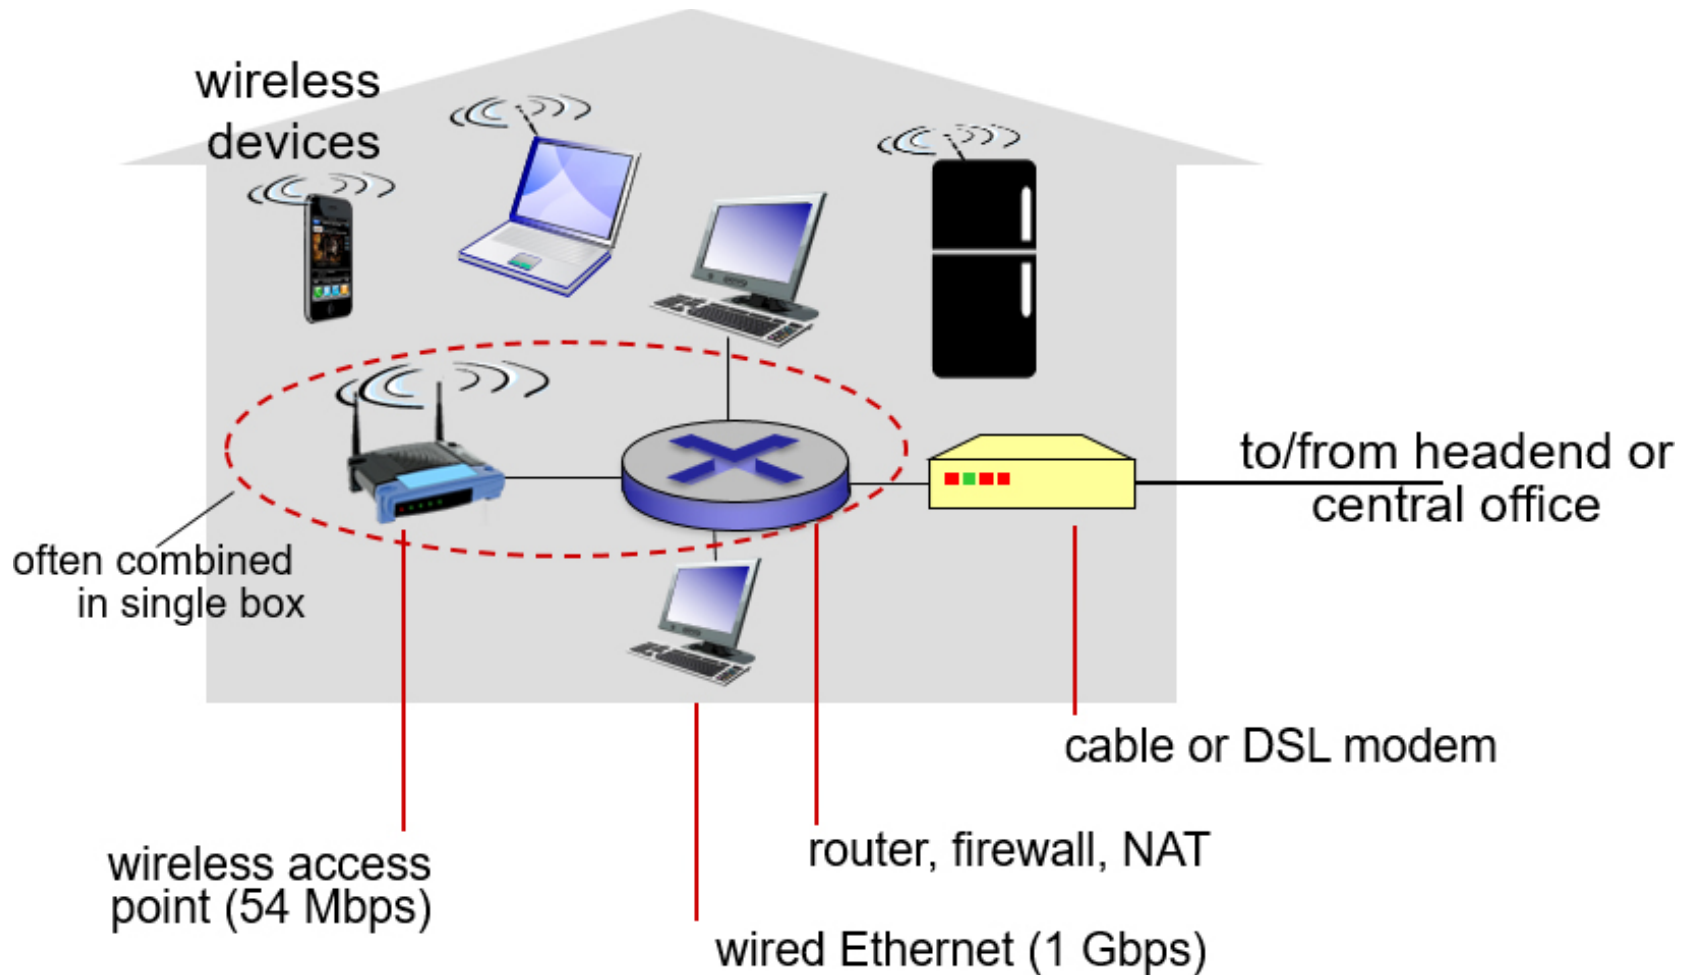 wireless
devices
to/from headend or
central office
often combined
in single box
cable or DSL modem
router, firewall, NAT
wireless access
point (54 Mbps)
wired Ethernet (1 Gbps)